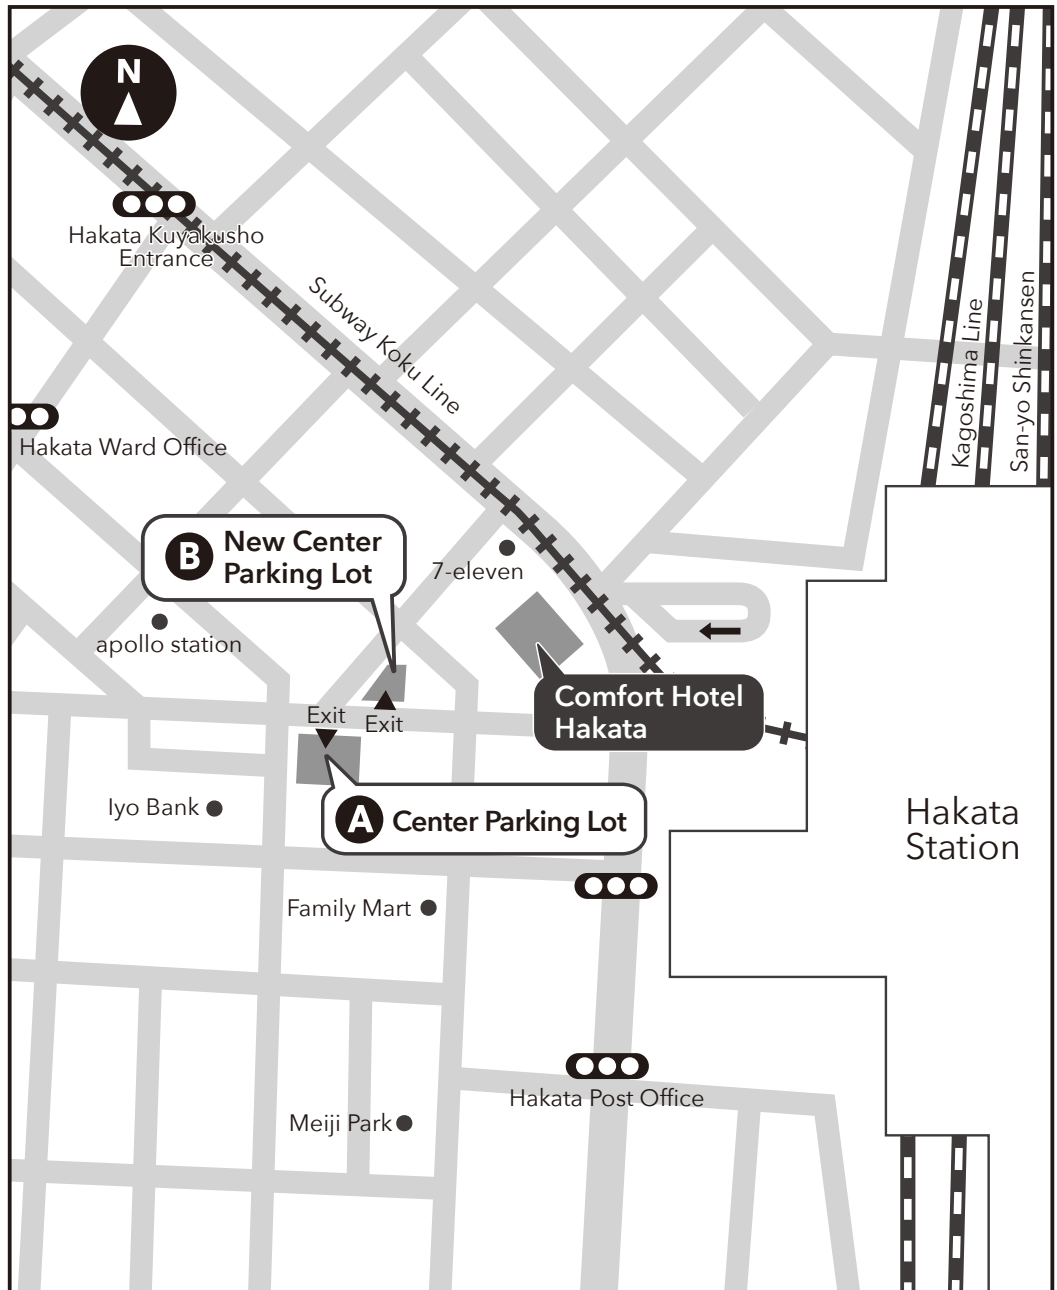 N
Hakata Kuyakusho
Entrance
Subway Koku Line
Kagoshima Line
San-yo Shinkansen
Hakata Ward Office
B
New Center
Parking Lot
7-eleven
apollo station
Comfort Hotel
Hakata
Exit
Exit
Iyo Bank
A
Center Parking Lot
Hakata
Station
Family Mart
Hakata Post Office
Meiji Park